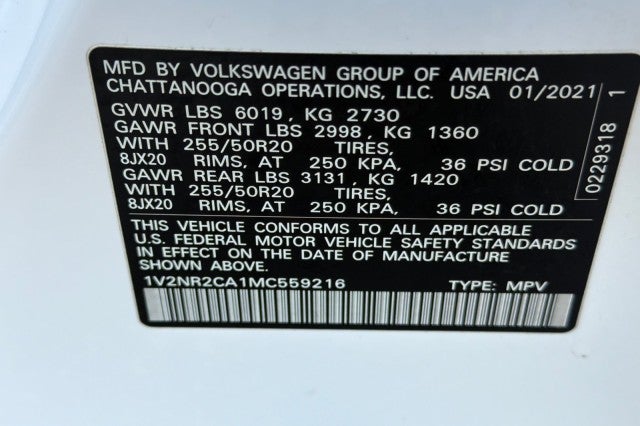 MFD BY VOLKSWAGEN GROUP OF AMERICA
CHATTANOOGA OPERATIONS, LLC. USA 01/2021
GVWR LBS 6019, KG 2730
GAWR FRONT LBS 2998, KG 1360
WITH 255/50R20 TIRES,
8JX20 RIMS, AT 250 KPA, 36 PSI COLD
GAWR REAR LBS 3131, KG 1420
WITH 255/50R20 TIRES,
8JX20 RIMS, AT 250 KPA, 36 PSI COLD
THIS VEHICLE CONFORMS TO ALL APPLICABLE
U.S. FEDERAL MOTOR VEHICLE SAFETY STANDARDS
IN EFFECT ON THE DATE OF MANUFACTURE
SHOWN ABOVE.
1V2NR2CA1MC559216 TYPE: MPV
0229318 1